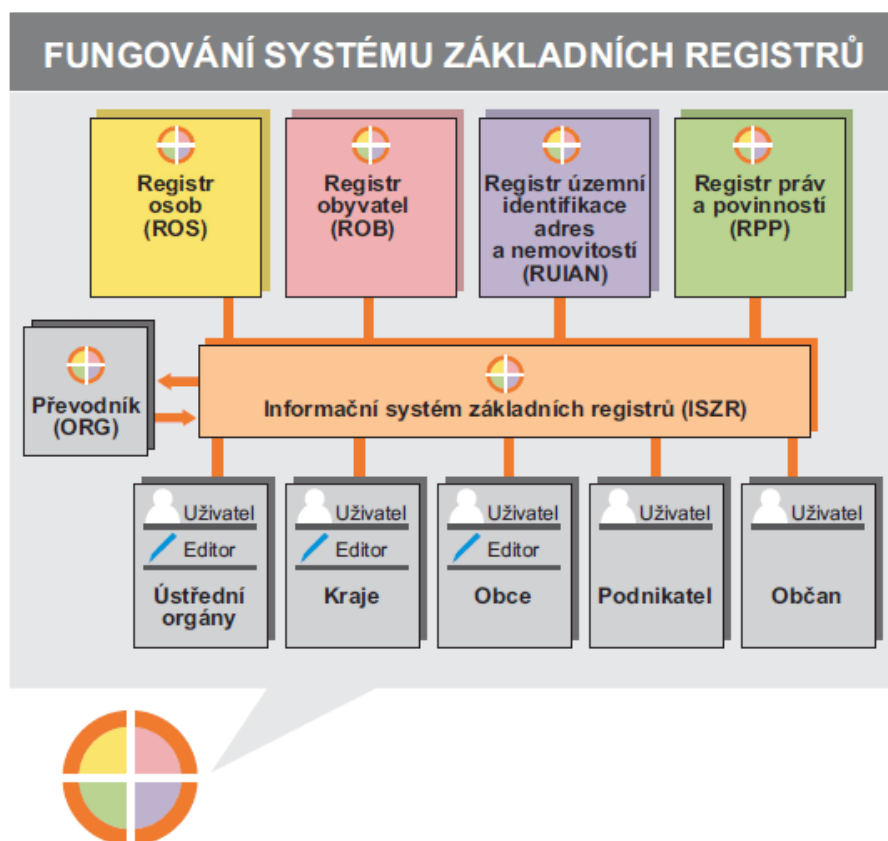 FUNGOVÁNÍ SYSTÉMU ZÁKLADNÍCH REGISTRŮ
Registr
osob
(ROS)
Registr
obyvatel
(ROB)
Registr územní
identifikace
adres
a nemovitostí
(RUIAN)
Registr práv
a povinností
(RPP)
Převodník
(ORG)
Informační systém základních registrů (ISZR)
Uživatel
Editor
Ústřední
orgány
Uživatel
Editor
Kraje
Uživatel
Editor
Obce
Uživatel
Podnikatel
Uživatel
Občan